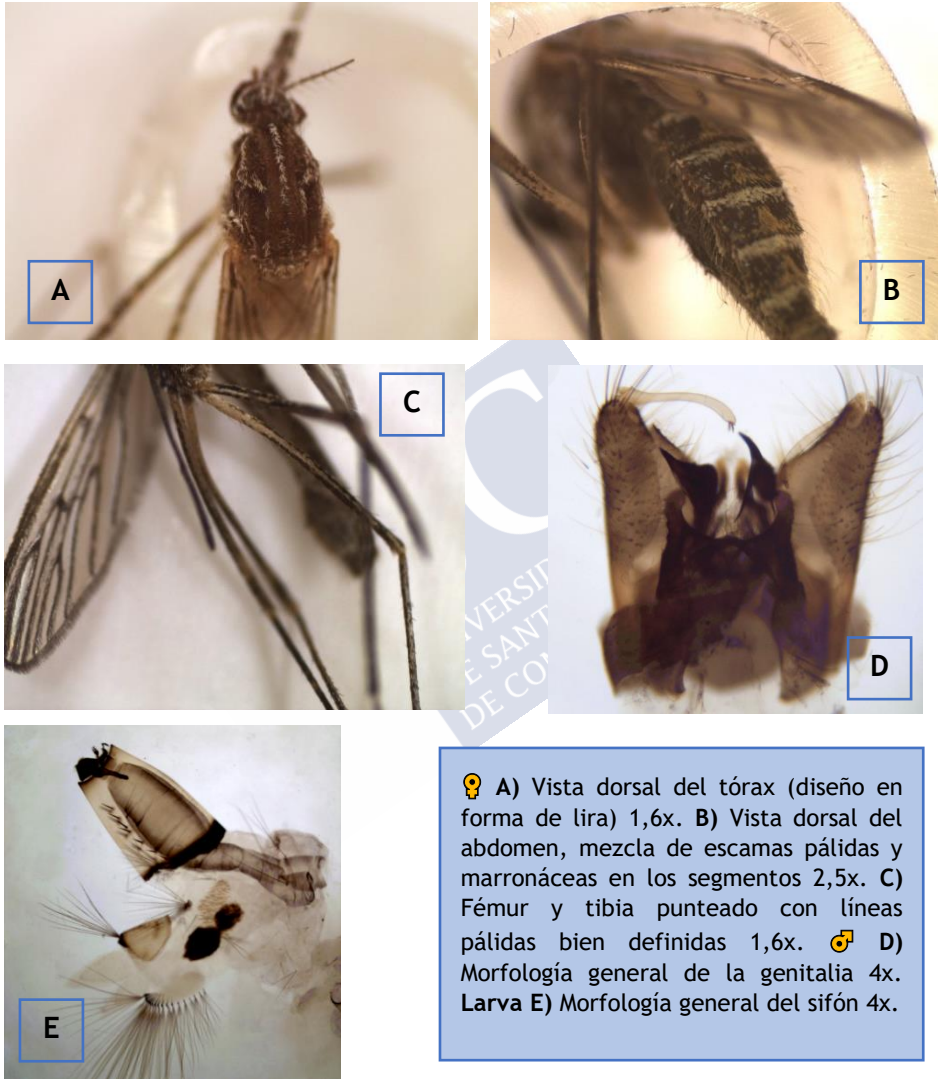 A
B
C
D
E
A) Vista dorsal del tórax (diseño en
forma de lira) 1,6x. B) Vista dorsal del
abdomen, mezcla de escamas pálidas y
marronáceas en los segmentos 2,5x. C)
Fémur y tibia punteado con líneas
pálidas bien definidas 1,6x. D)
Morfología general de la genitalia 4x.
Larva E) Morfología general del sifón 4x.